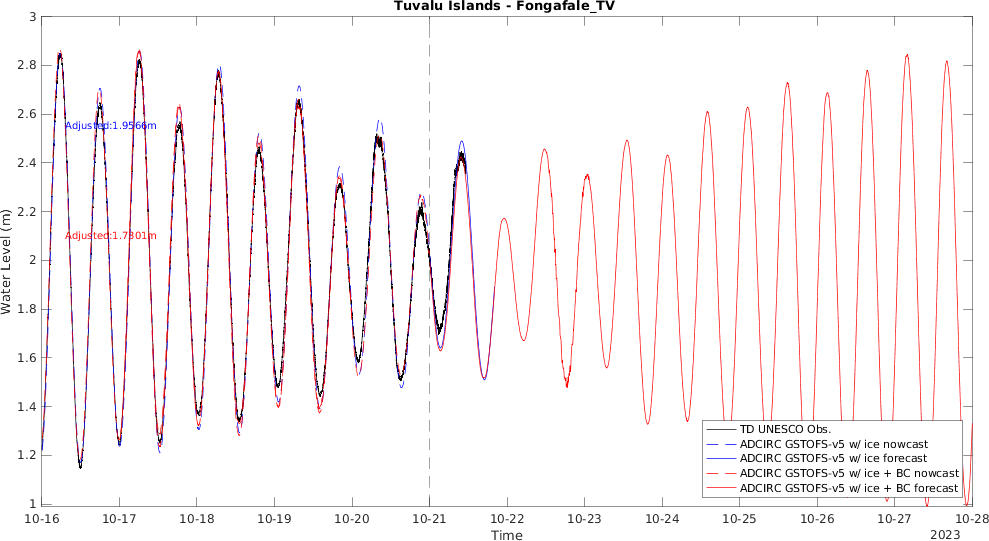 Tuvalu Islands - Fongafale_TV
Water Level (m)
3
2.8
2.6
2.4
2.2
2
1.8
1.6
1.4
1.2
1
Adjusted:1.9566m
Adjusted:1.7301m
TD UNESCO Obs.
ADCIRC GSTOFS-v5 w/ ice nowcast
ADCIRC GSTOFS-v5 w/ ice forecast
ADCIRC GSTOFS-v5 w/ ice + BC nowcast
ADCIRC GSTOFS-v5 w/ ice + BC forecast
10-16 10-17 10-18 10-19 10-20 10-21 10-22 10-23 10-24 10-25 10-26 10-27 10-28
Time
2023